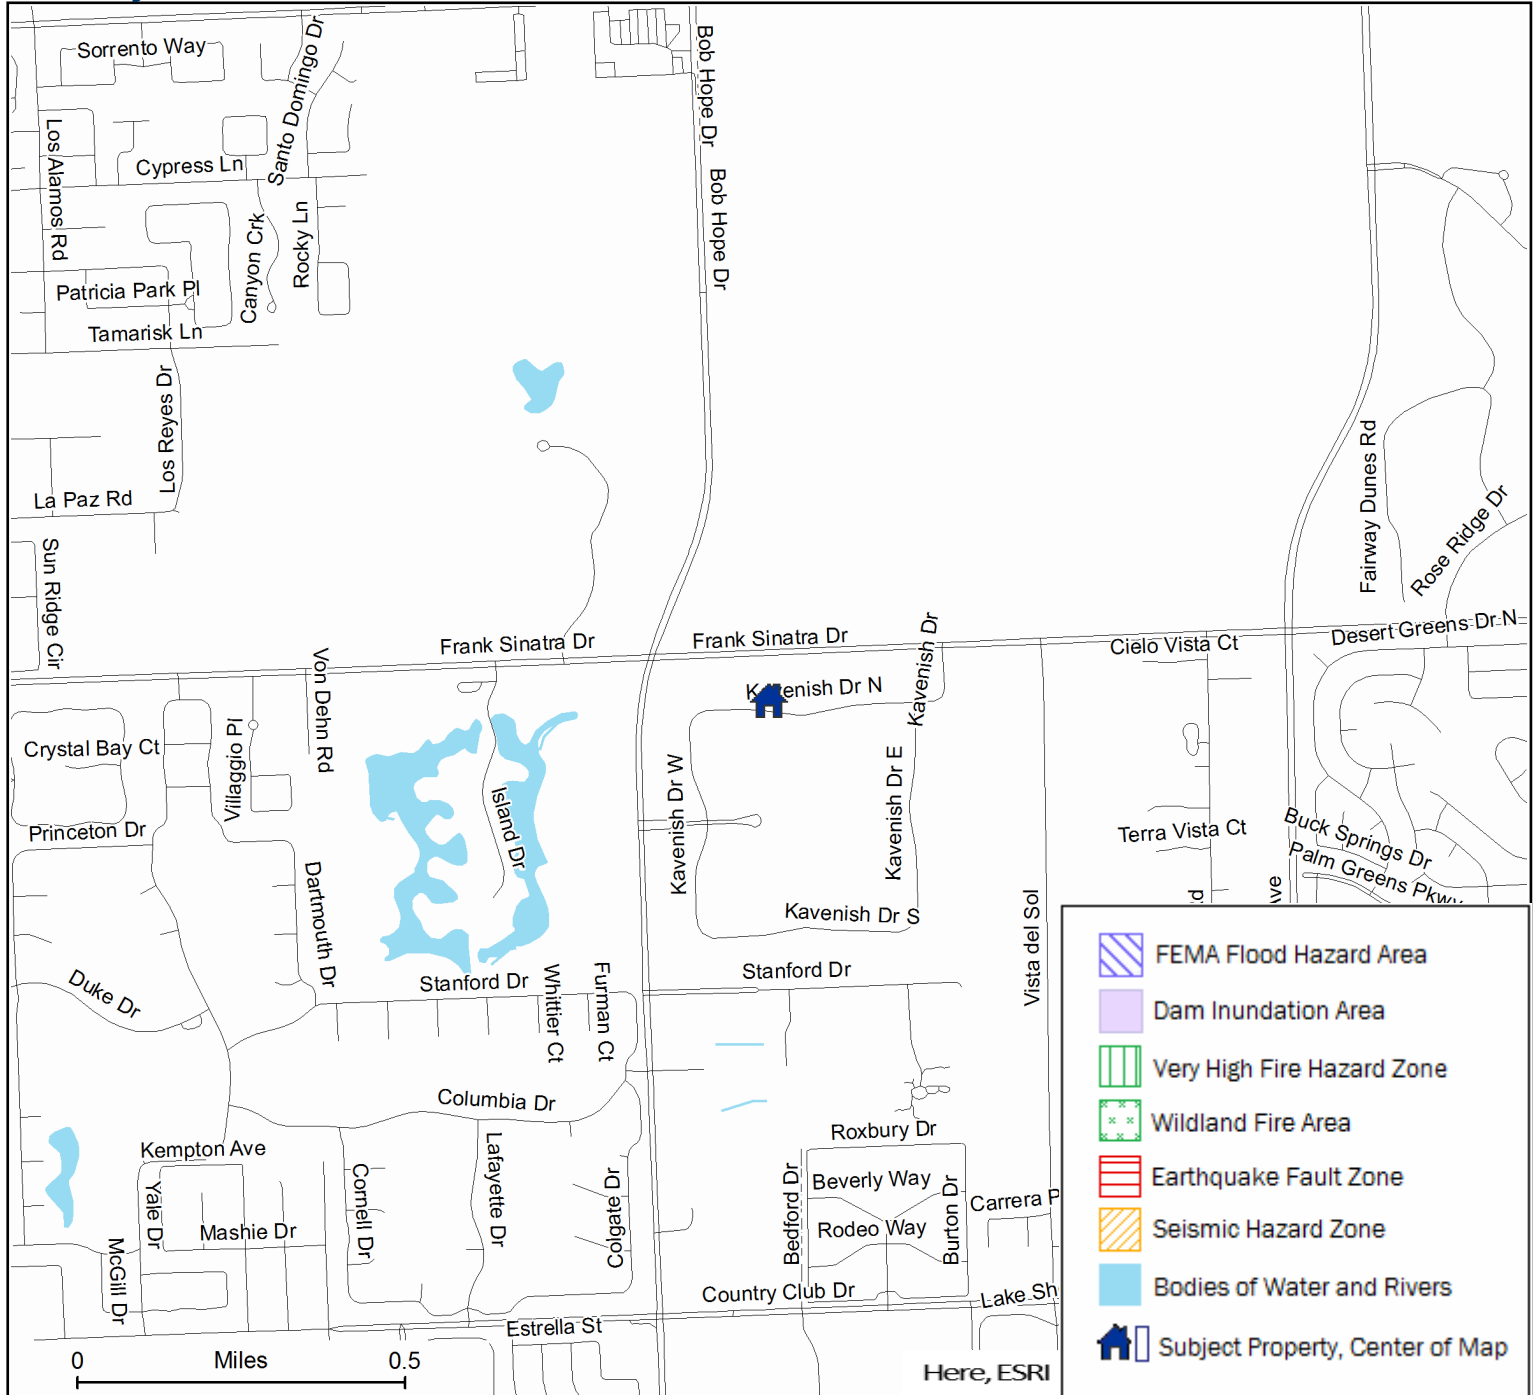 Sorrento Way
Santo Domingo Dr
Bob Hope Dr
Los Alamos Rd
Cypress Ln
Bob Hope Dr
Canyon Crk
Rocky Ln
Patricia Park Pl
Tamarisk Ln
Los Reyes Dr
La Paz Rd
Fairway Dunes Rd
Rose Ridge Dr
Sun Ridge Cir
Frank Sinatra Dr
Frank Sinatra Dr
Kavenish Dr
Cielo Vista Ct
Desert Greens Dr N
Von Dehn Rd
Kavenish Dr N
Crystal Bay Ct
Villaggio Pl
Island Dr
Kavenish Dr W
Kavenish Dr E
Princeton Dr
Terra Vista Ct
Buck Springs Dr
Palm Greens Pkwy
Dartmouth Dr
Kavenish Dr S
Vista del Sol
rd
Ave
Duke Dr
Stanford Dr
Whittier Ct
Furman Ct
Stanford Dr
Columbia Dr
Kempton Ave
Yale Dr
Mashie Dr
McGill Dr
Cornell Dr
Lafayette Dr
Colgate Dr
Roxbury Dr
Bedford Dr
Beverly Way
Rodeo Way
Burton Dr
Carrera P
Country Club Dr
Lake Sh
Estrella St
0 Miles 0.5
Here, ESRI
FEMA Flood Hazard Area
Dam Inundation Area
Very High Fire Hazard Zone
Wildland Fire Area
Earthquake Fault Zone
Seismic Hazard Zone
Bodies of Water and Rivers
Subject Property, Center of Map